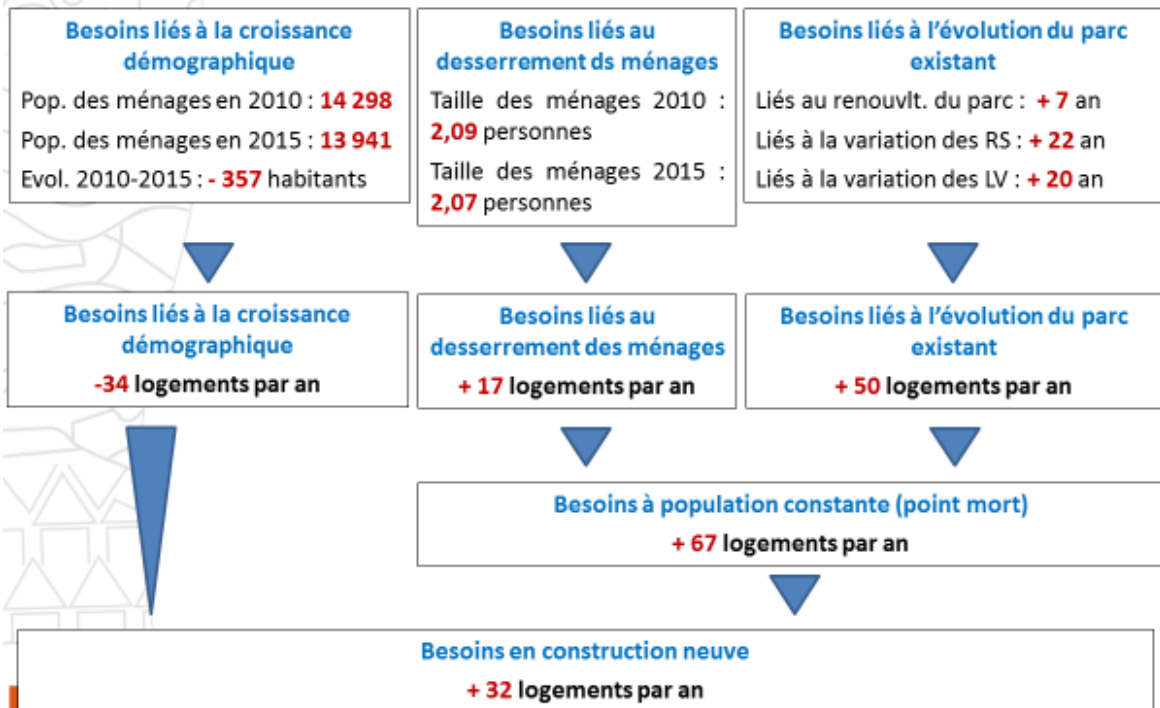 Besoins liés à la croissance
démographique
Pop. des ménages en 2010 : 14 298
Pop. des ménages en 2015 : 13 941
Evol. 2010-2015 : - 357 habitants
Besoins liés au
desserrement ds ménages
Taille des ménages 2010 :
2,09 personnes
Taille des ménages 2015 :
2,07 personnes
Besoins liés à l'évolution du parc
existant
Liés au renouvlt. du parc : + 7 an
Liés à la variation des RS : + 22 an
Liés à la variation des LV : + 20 an
Besoins liés à la croissance
démographique
-34 logements par an
Besoins liés au
desserrement des ménages
+ 17 logements par an
Besoins liés à l'évolution du parc
existant
+ 50 logements par an
Besoins à population constante (point mort)
+ 67 logements par an
Besoins en construction neuve
+ 32 logements par an